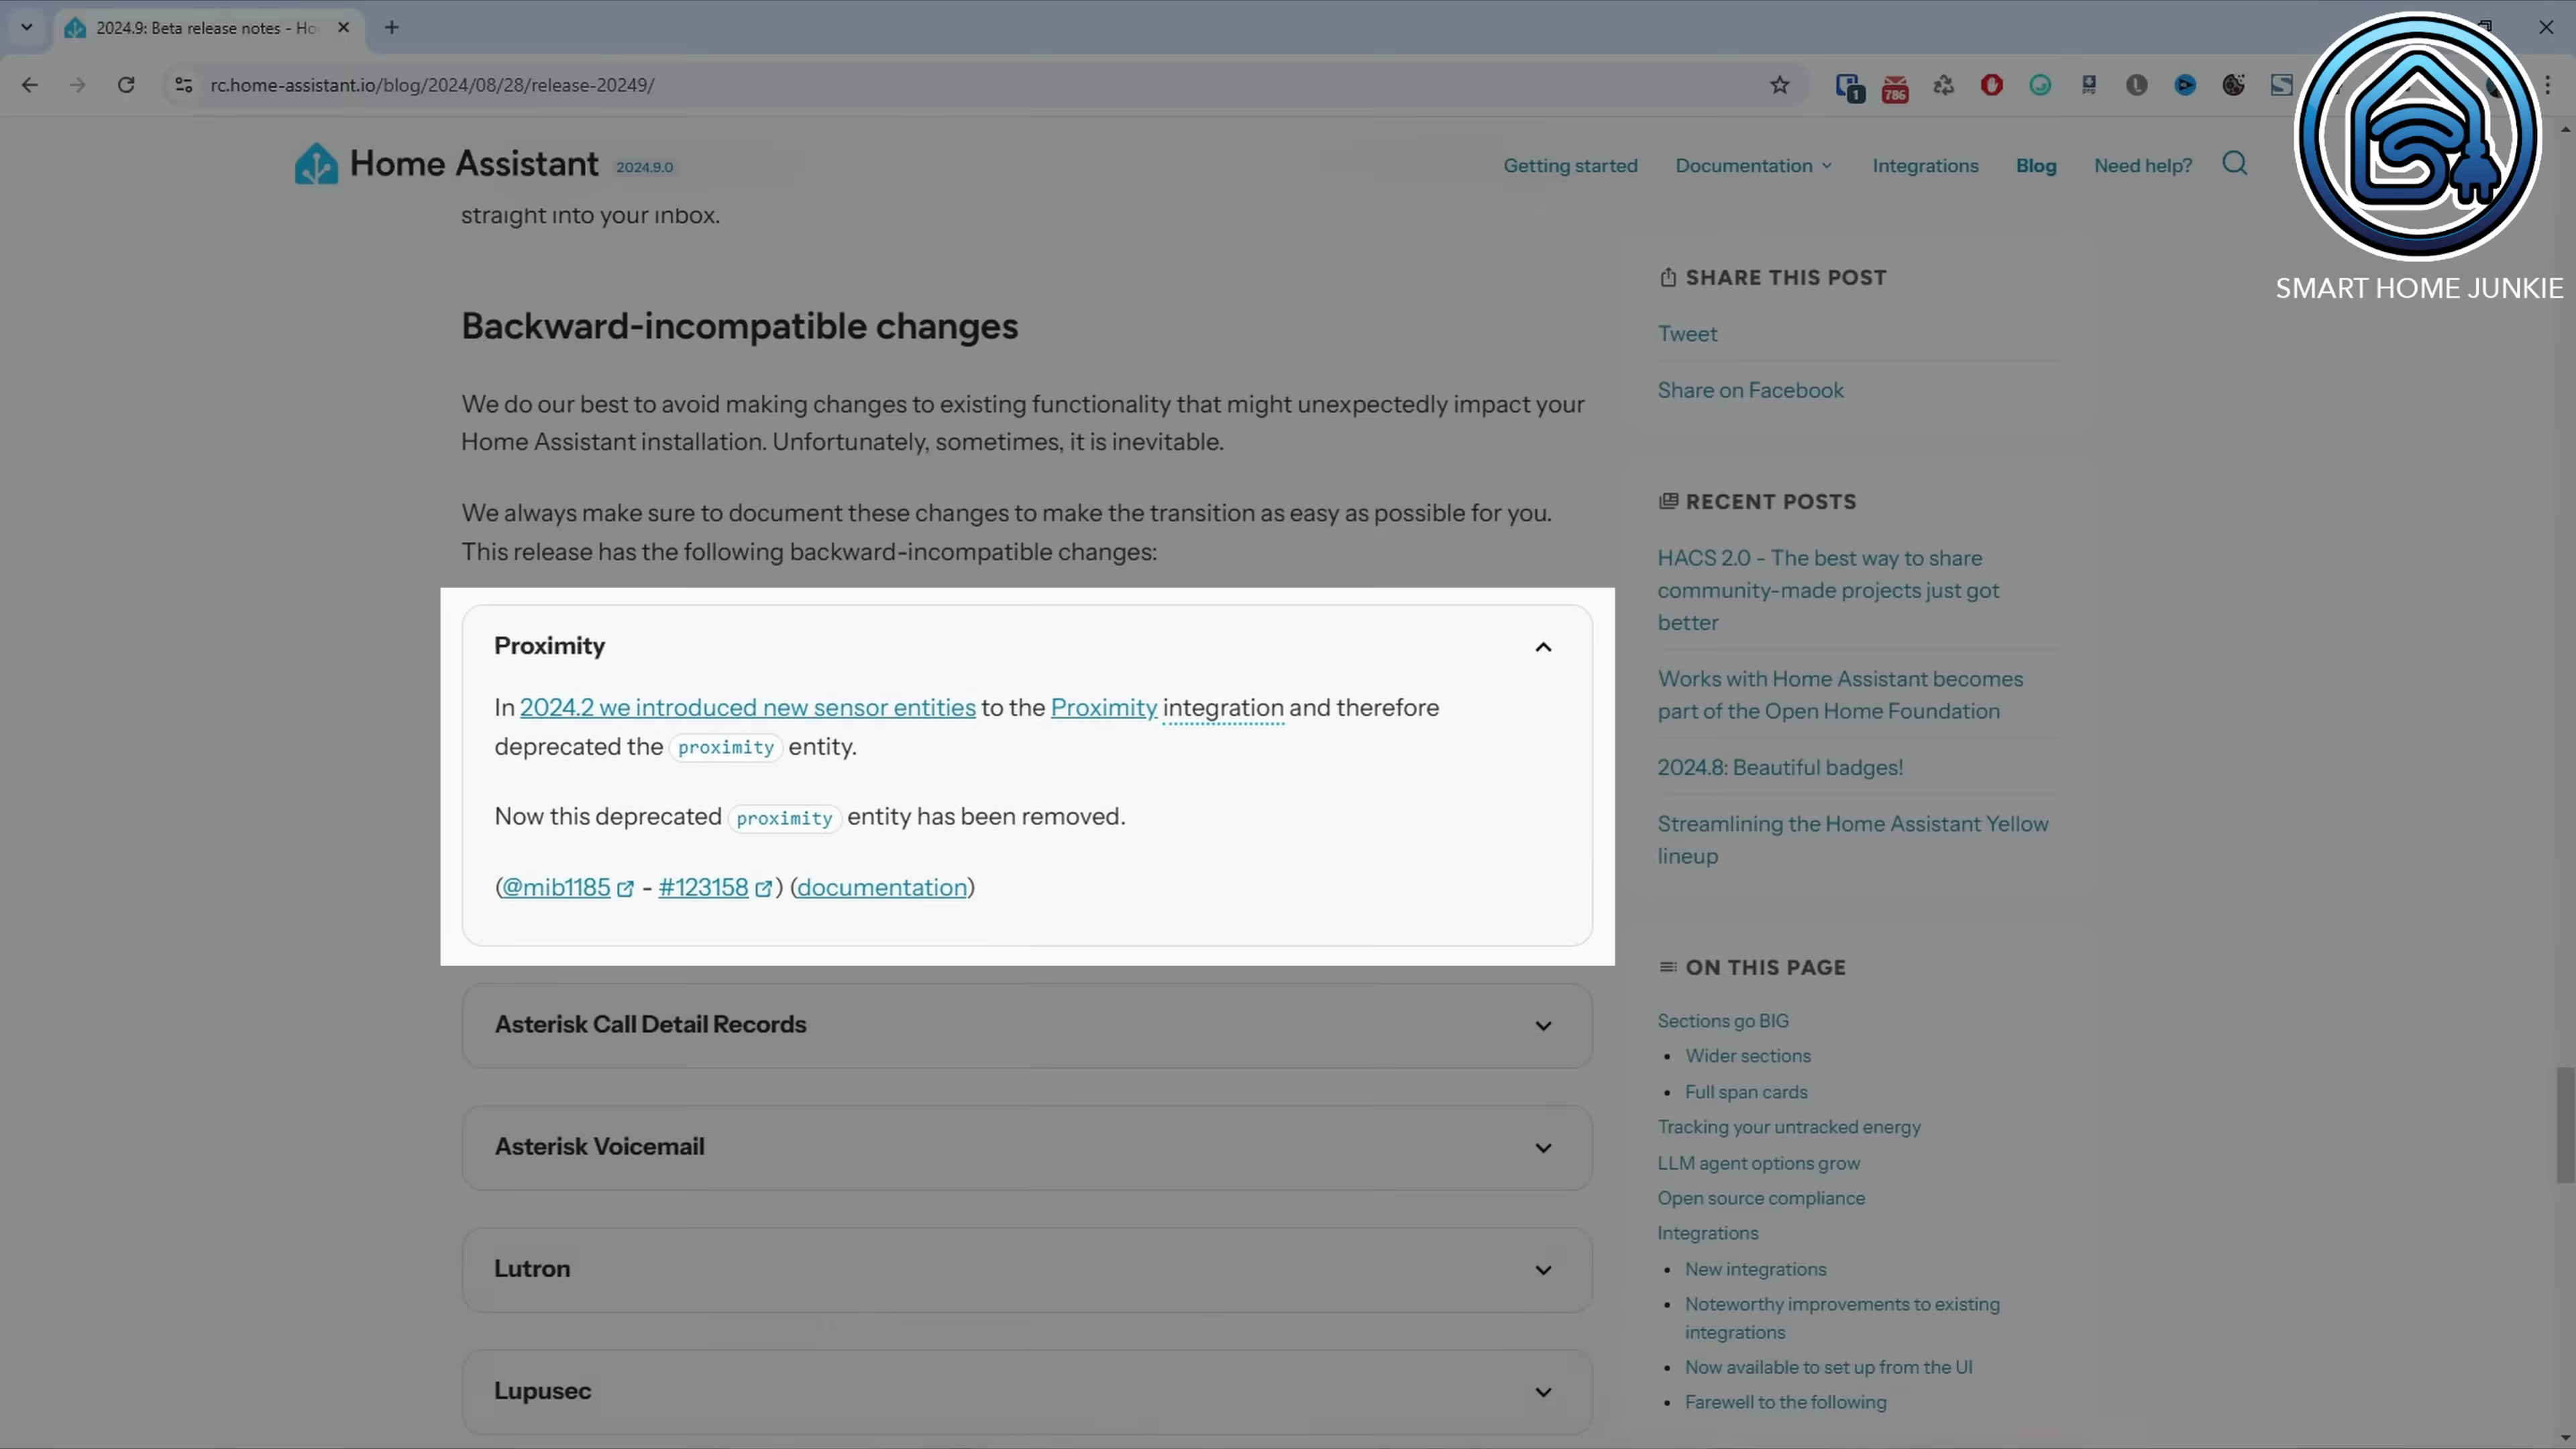 2024.9: Beta release notes - Ho
rc.home-assistant.io/blog/2024/08/28/release-20249/
1
786
Home Assistant 2024.9.0
Getting started
Documentation
Integrations
Blog
Need help?
SMART HOME JUNKIE
straight into your inbox.
Backward-incompatible changes
We do our best to avoid making changes to existing functionality that might unexpectedly impact your
Home Assistant installation. Unfortunately, sometimes, it is inevitable.
We always make sure to document these changes to make the transition as easy as possible for you.
This release has the following backward-incompatible changes:
Proximity
In 2024.2 we introduced new sensor entities to the Proximity integration and therefore
deprecated the proximity entity.
Now this deprecated proximity entity has been removed.
(@mib1185 - #123158) (documentation)
Asterisk Call Detail Records
Asterisk Voicemail
Lutron
Lupusec
SHARE THIS POST
Tweet
Share on Facebook
RECENT POSTS
HACS 2.0 - The best way to share
community-made projects just got
better
Works with Home Assistant becomes
part of the Open Home Foundation
2024.8: Beautiful badges!
Streamlining the Home Assistant Yellow
lineup
ON THIS PAGE
Sections go BIG
• Wider sections
• Full span cards
Tracking your untracked energy
LLM agent options grow
Open source compliance
Integrations
• New integrations
• Noteworthy improvements to existing
integrations
• Now available to set up from the UI
• Farewell to the following